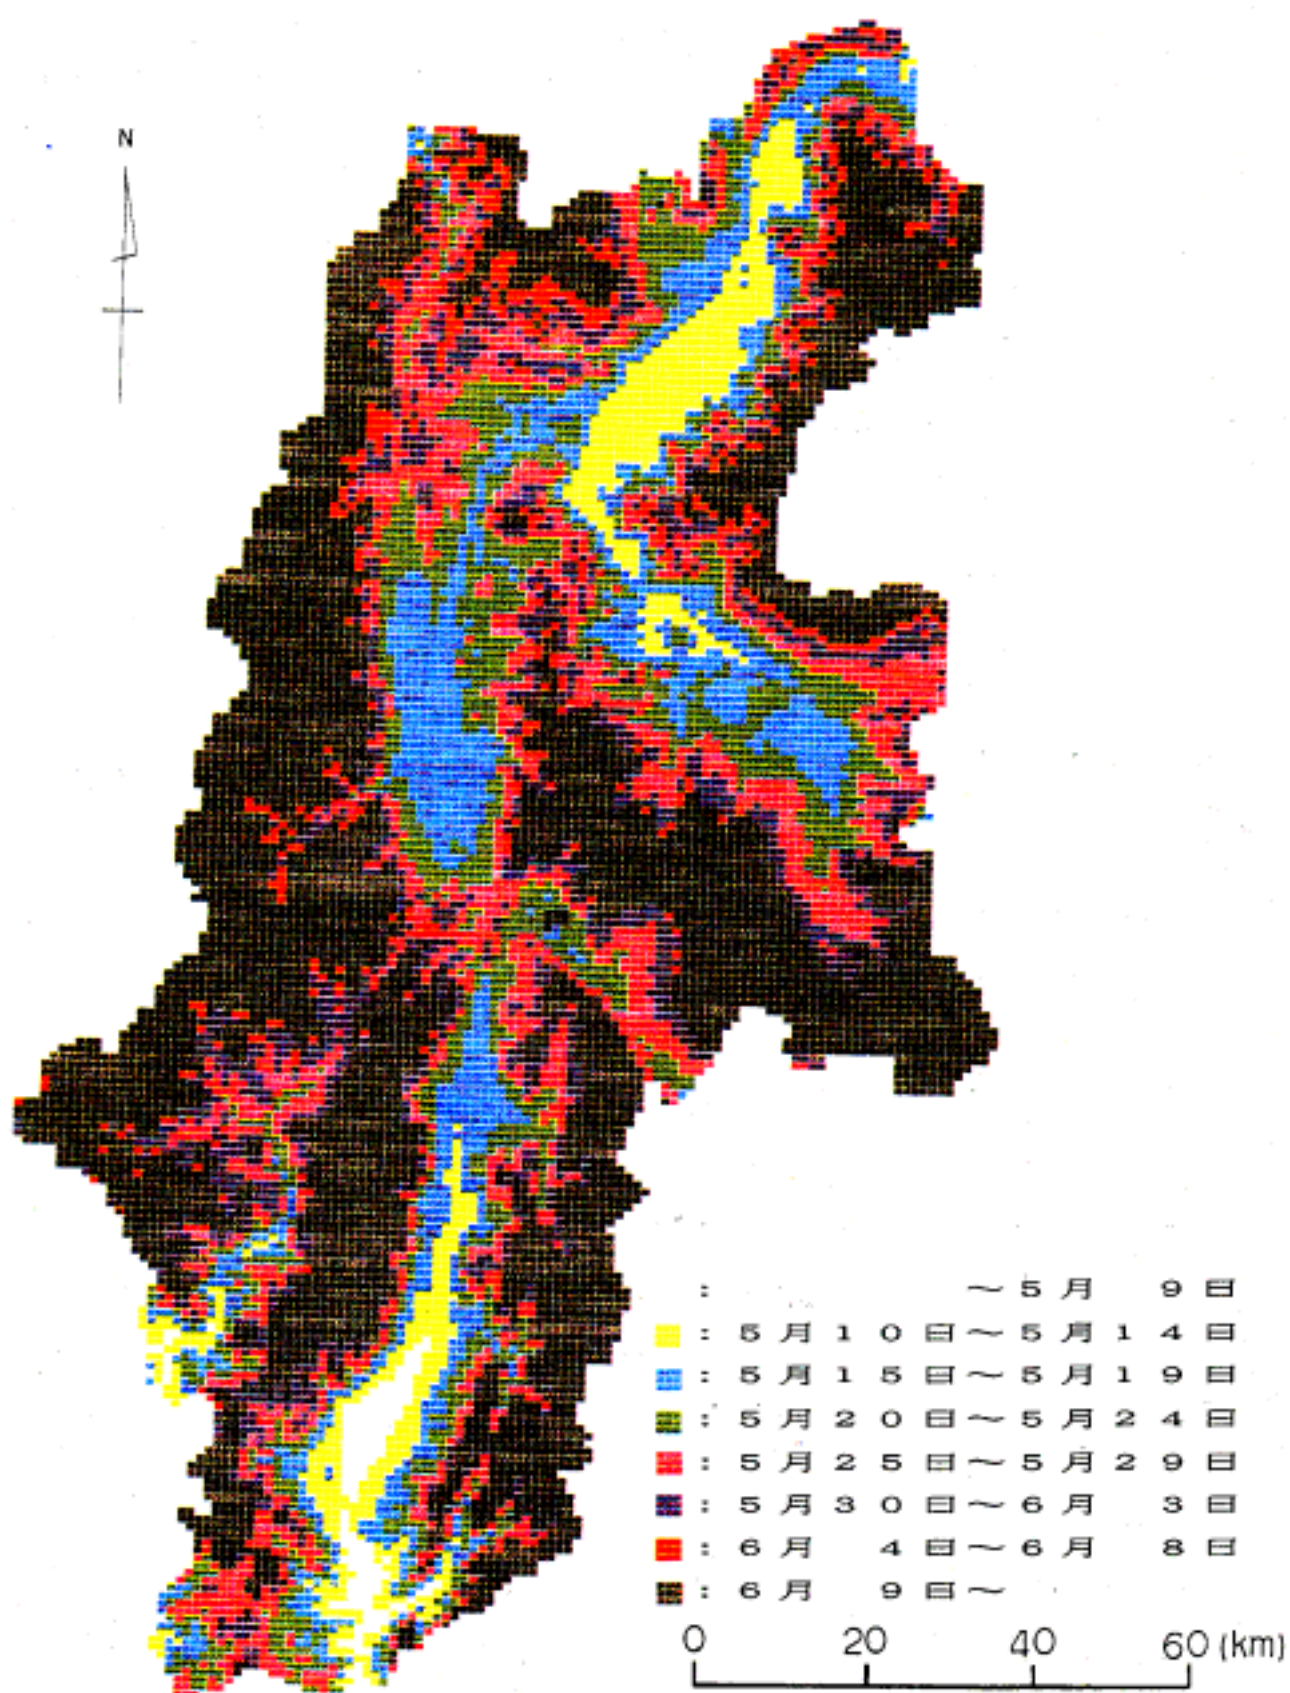 N
: ～5月 9日
: 5月10日～5月14日
: 5月15日～5月19日
: 5月20日～5月24日
: 5月25日～5月29日
: 5月30日～6月 3日
: 6月 4日～6月 8日
: 6月 9日～
0 20 40 60 (km)